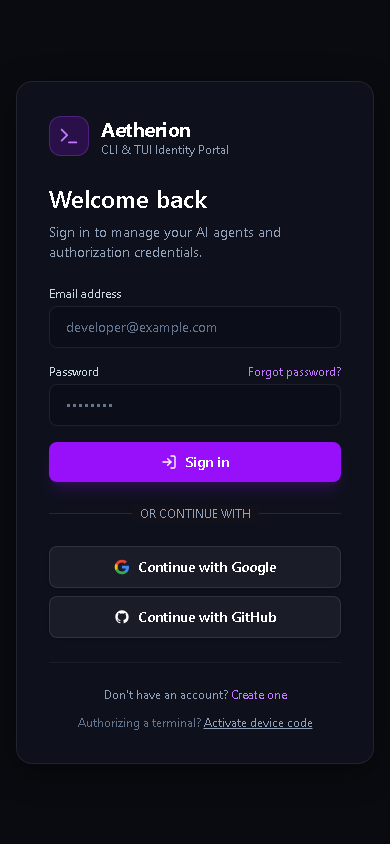 Aetherion
CLI & TUI Identity Portal
Welcome back
Sign in to manage your AI agents and
authorization credentials.
Email address
developer@example.com
Password Forgot password?
••••••••
Sign in
OR CONTINUE WITH
Continue with Google
Continue with GitHub
Don't have an account? Create one
Authorizing a terminal? Activate device code